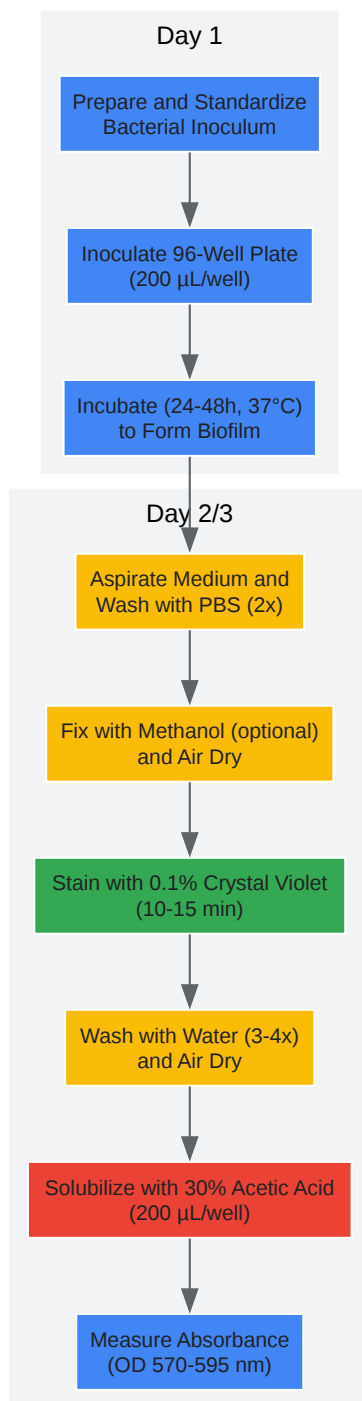 Day 1
Prepare and Standardize
Bacterial Inoculum
Inoculate 96-Well Plate
(200 µL/well)
Incubate (24-48h, 37°C)
to Form Biofilm
Day 2/3
Aspirate Medium and
Wash with PBS (2x)
Fix with Methanol (optional)
and Air Dry
Stain with 0.1% Crystal Violet
(10-15 min)
Wash with Water (3-4x)
and Air Dry
Solubilize with 30% Acetic Acid
(200 µL/well)
Measure Absorbance
(OD 570-595 nm)